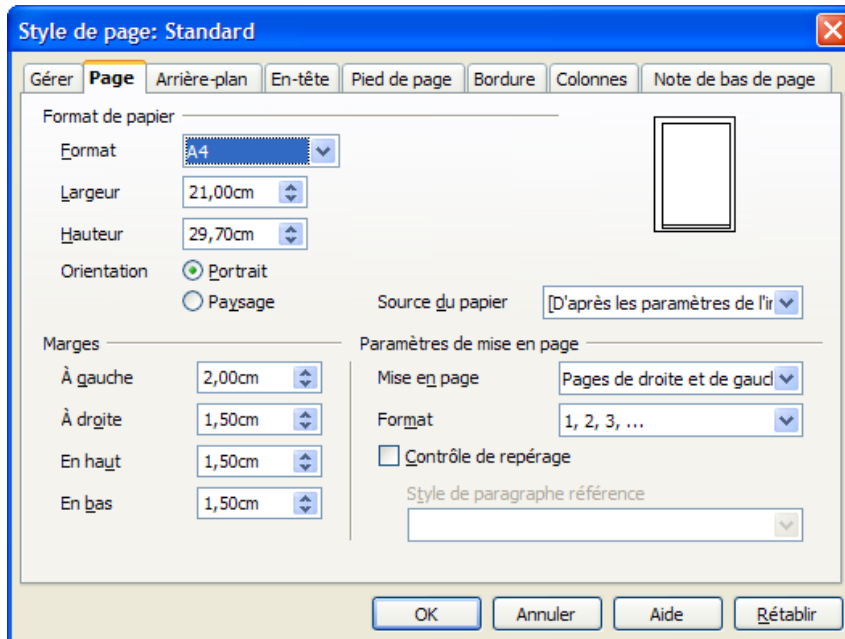 Style de page: Standard
Gérer Page Arrière-plan En-tête Pied de page Bordure Colonnes Note de bas de page
Format de papier
Format A4
Largeur 21,00cm
Hauteur 29,70cm
Orientation Portrait
Paysage Source du papier [D'après les paramètres de l'ir
Marges Paramètres de mise en page
À gauche 2,00cm Mise en page Pages de droite et de gaucl
À droite 1,50cm Format 1, 2, 3, ...
En haut 1,50cm Contrôle de repérage
En bas 1,50cm Style de paragraphe référence
OK Annuler Aide Rétablir